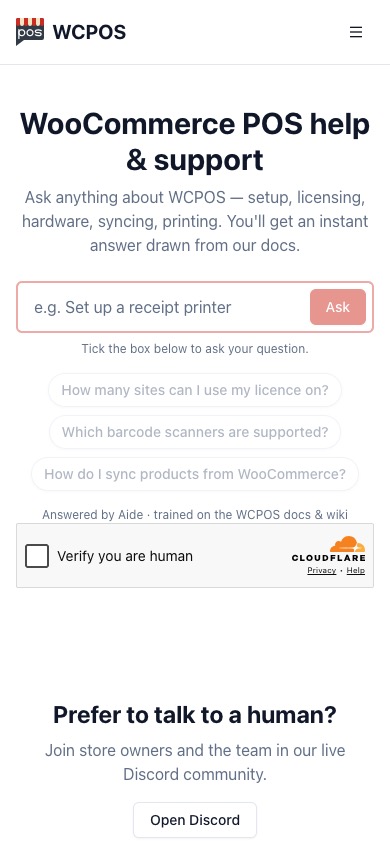 pos WCPOS
WooCommerce POS help
& support
Ask anything about WCPOS — setup, licensing,
hardware, syncing, printing. You'll get an instant
answer drawn from our docs.
e.g. Set up a receipt printer
Ask
Tick the box below to ask your question.
How many sites can I use my licence on?
Which barcode scanners are supported?
How do I sync products from WooCommerce?
Answered by Aide · trained on the WCPOS docs & wiki
Verify you are human
CLOUDFLARE
Privacy • Help
Prefer to talk to a human?
Join store owners and the team in our live
Discord community.
Open Discord